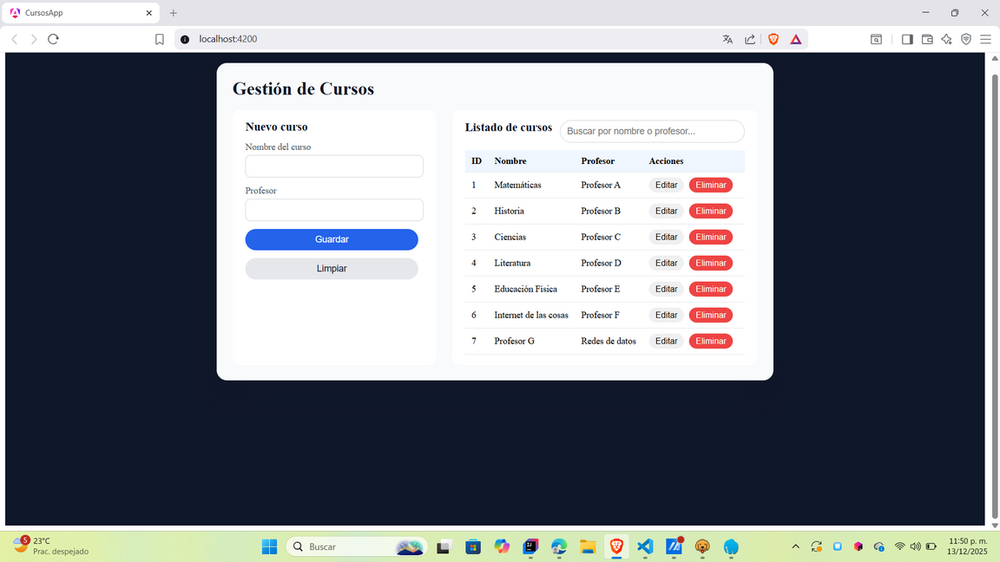 CursosApp
localhost:4200
Gestión de Cursos
Nuevo curso
Nombre del curso
Profesor
Guardar
Limpiar
Listado de cursos
Buscar por nombre o profesor...
ID Nombre Profesor Acciones
1 Matemáticas Profesor A Editar Eliminar
2 Historia Profesor B Editar Eliminar
3 Ciencias Profesor C Editar Eliminar
4 Literatura Profesor D Editar Eliminar
5 Educación Física Profesor E Editar Eliminar
6 Internet de las cosas Profesor F Editar Eliminar
7 Profesor G Redes de datos Editar Eliminar
5
23°C
Prac. despejado
Buscar
11:50 p. m.
13/12/2025